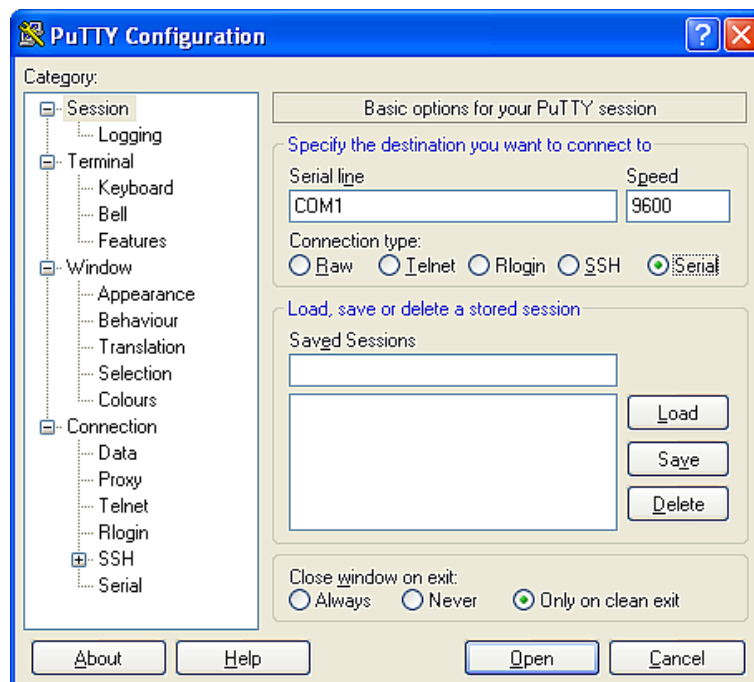 PuTTY Configuration
Category:
Session
Logging
Terminal
Keyboard
Bell
Features
Window
Appearance
Behaviour
Translation
Selection
Colours
Connection
Data
Proxy
Telnet
Rlogin
SSH
Serial
Basic options for your PuTTY session
Specify the destination you want to connect to
Serial line Speed
COM1 9600
Connection type:
Raw Telnet Rlogin SSH Serial
Load, save or delete a stored session
Saved Sessions
Load
Save
Delete
Close window on exit:
Always Never Only on clean exit
About Help Open Cancel